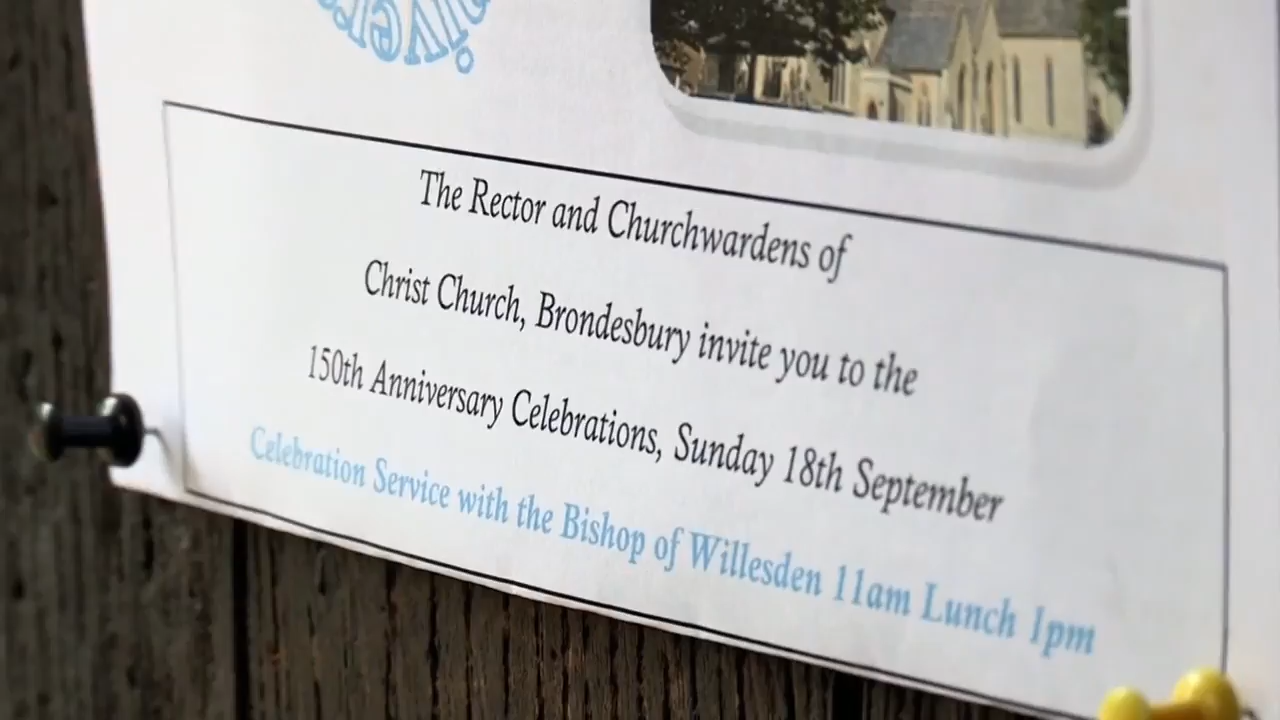 The Rector and Churchwardens of
Christ Church, Brondesbury invite you to the
150th Anniversary Celebrations, Sunday 18th September
Celebration Service with the Bishop of Willesden 11am Lunch 1pm